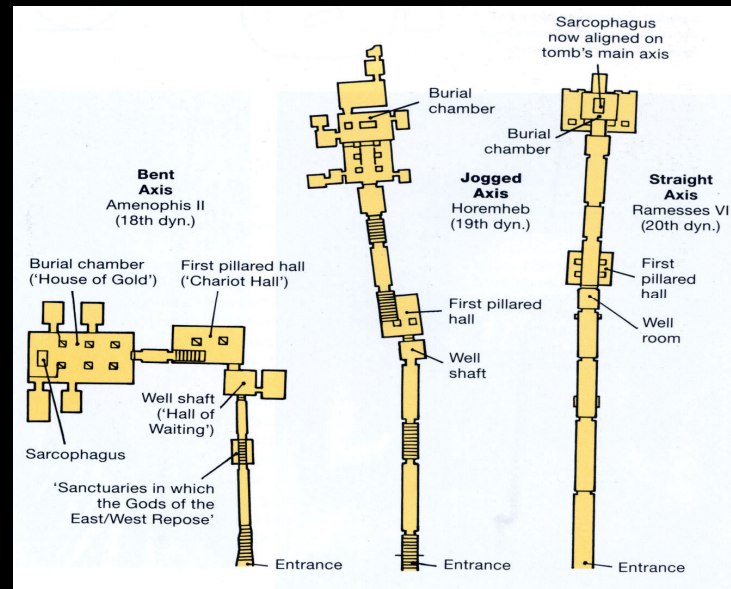 Bent
Axis
Amenophis II
(18th dyn.)
Burial chamber
(‘House of Gold’)
First pillared hall
(‘Chariot Hall’)
Well shaft
(‘Hall of
Waiting’)
Sarcophagus
‘Sanctuaries in which
the Gods of the
East/West Repose’
Entrance
Burial
chamber
Jogged
Axis
Horemheb
(19th dyn.)
First pillared
hall
Well
shaft
Entrance
Sarcophagus
now aligned on
tomb’s main axis
Burial
chamber
Straight
Axis
Ramesses VI
(20th dyn.)
First
pillared
hall
Well
room
Entrance